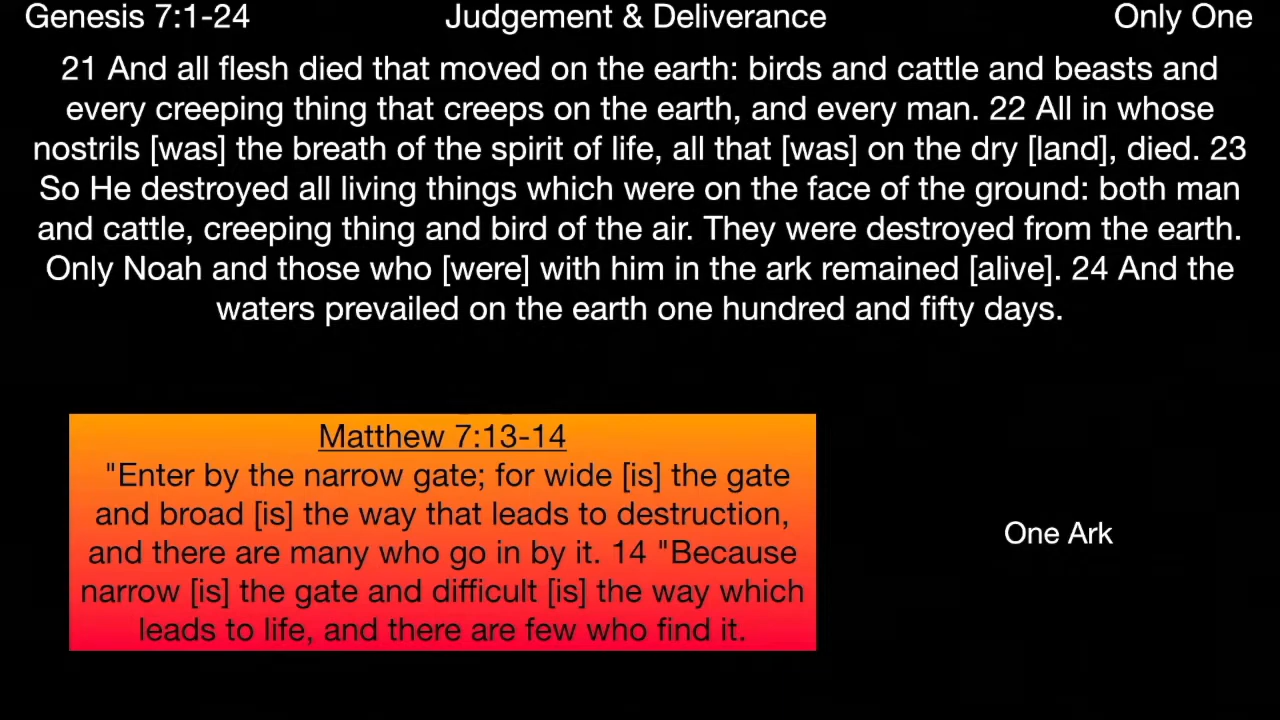 Genesis 7:1-24 Judgement & Deliverance Only One
21 And all flesh died that moved on the earth: birds and cattle and beasts and
every creeping thing that creeps on the earth, and every man. 22 All in whose
nostrils [was] the breath of the spirit of life, all that [was] on the dry [land], died. 23
So He destroyed all living things which were on the face of the ground: both man
and cattle, creeping thing and bird of the air. They were destroyed from the earth.
Only Noah and those who [were] with him in the ark remained [alive]. 24 And the
waters prevailed on the earth one hundred and fifty days.
Matthew 7:13-14
"Enter by the narrow gate; for wide [is] the gate
and broad [is] the way that leads to destruction,
and there are many who go in by it. 14 "Because
narrow [is] the gate and difficult [is] the way which
leads to life, and there are few who find it.
One Ark